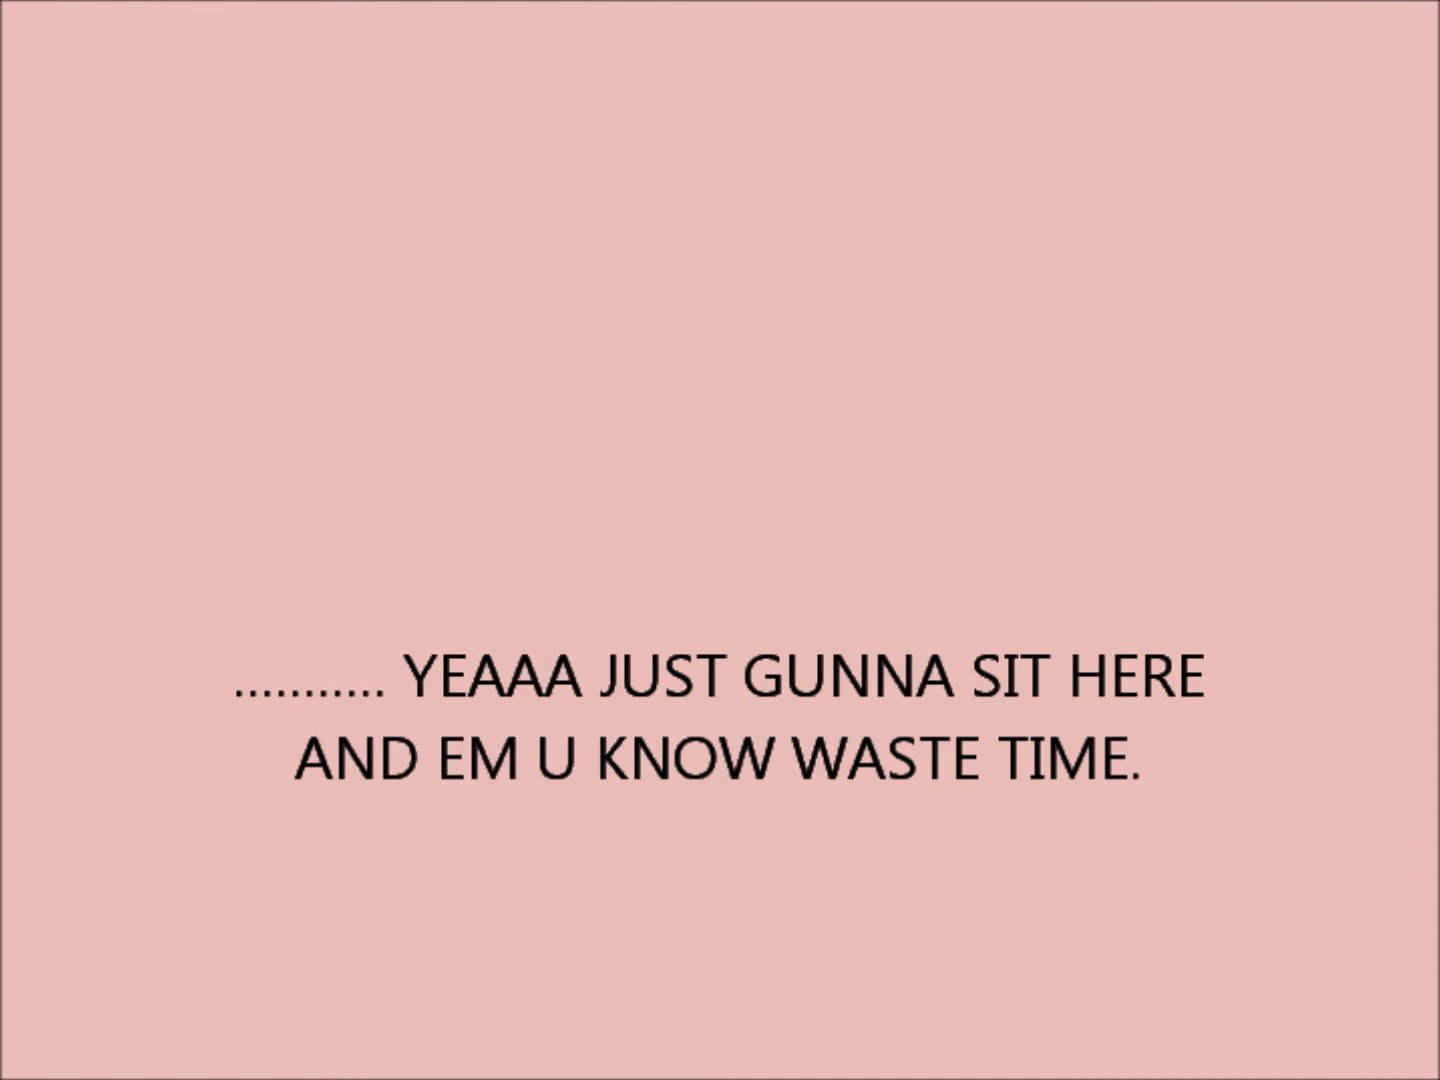 ........... YEAAA JUST GUNNA SIT HERE
AND EM U KNOW WASTE TIME.